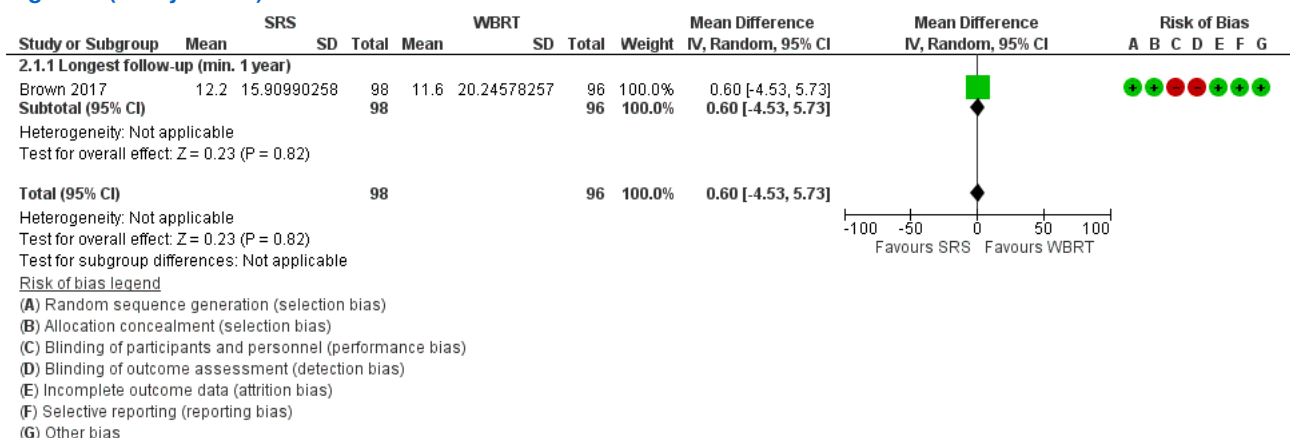 SRS WBRT Mean Difference Mean Difference Risk of Bias
Study or Subgroup Mean SD Total Mean SD Total Weight IV, Random, 95% CI IV, Random, 95% CI A B C D E F G
2.1.1 Longest follow-up (min. 1 year)
Brown 2017 12.2 15.90990258 98 11.6 20.24578257 96 100.0% 0.60 [-4.53, 5.73] + + - - + + +
Subtotal (95% CI) 98 96 100.0% 0.60 [-4.53, 5.73]
Heterogeneity: Not applicable
Test for overall effect: Z = 0.23 (P = 0.82)
Total (95% CI) 98 96 100.0% 0.60 [-4.53, 5.73]
Heterogeneity: Not applicable
Test for overall effect: Z = 0.23 (P = 0.82)
Test for subgroup differences: Not applicable
-100 -50 0 50 100
Favours SRS Favours WBRT
Risk of bias legend
(A) Random sequence generation (selection bias)
(B) Allocation concealment (selection bias)
(C) Blinding of participants and personnel (performance bias)
(D) Blinding of outcome assessment (detection bias)
(E) Incomplete outcome data (attrition bias)
(F) Selective reporting (reporting bias)
(G) Other bias